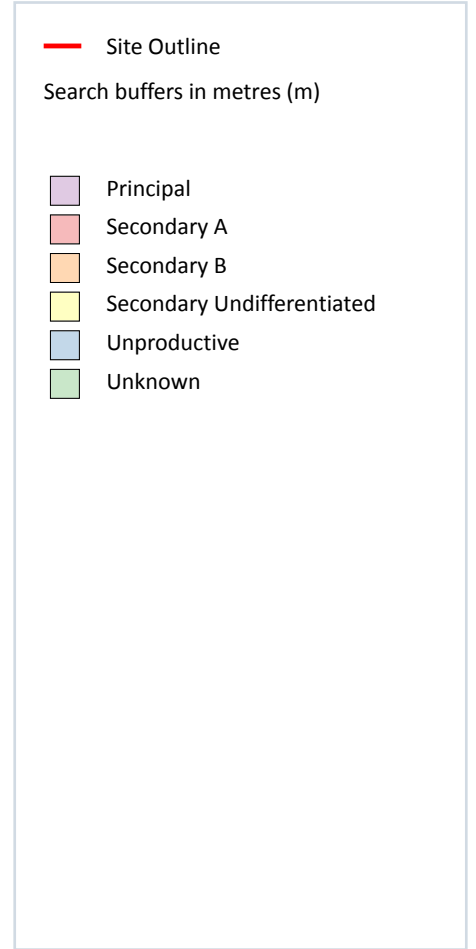 Site Outline
Search buffers in metres (m)
Principal
Secondary A
Secondary B
Secondary Undifferentiated
Unproductive
Unknown